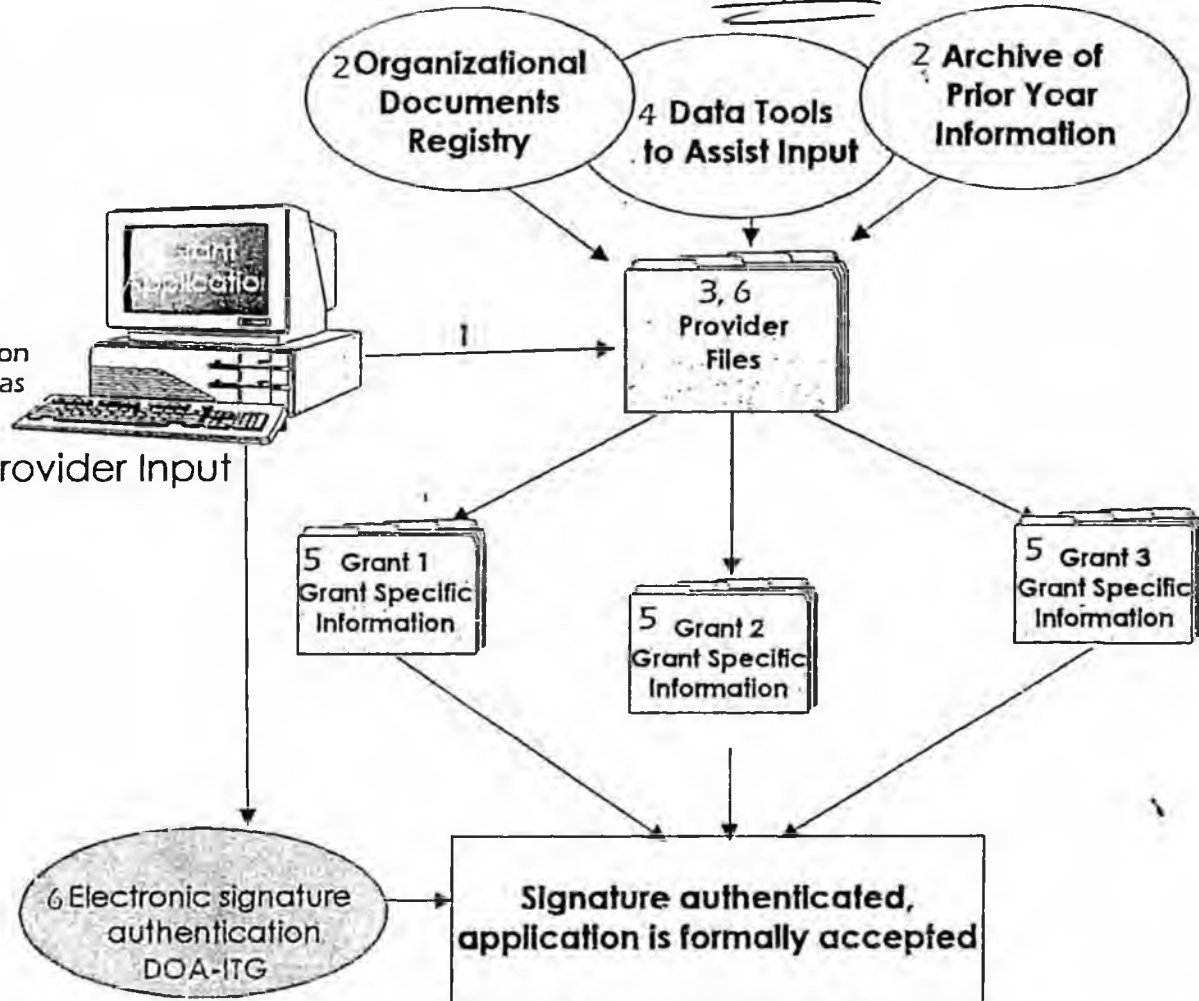 2 Organizational
Documents
Registry
4 Data Tools
to Assist Input
2 Archive of
Prior Year
Information
Grant
Application
on
as
rovider Input
1
3, 6
Provider
Files
5 Grant 1
Grant Specific
Information
5 Grant 2
Grant Specific
Information
5 Grant 3
Grant Specific
Information
6 Electronic signature
authentication
DOA-ITG
Signature authenticated,
application is formally accepted